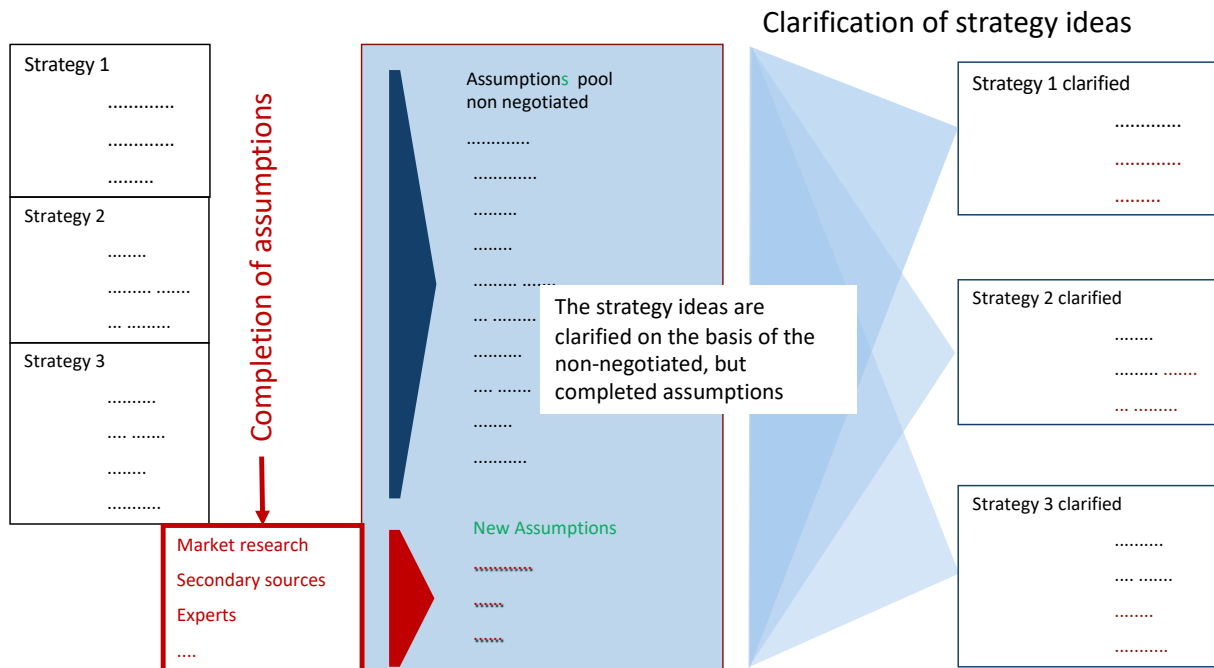 Clarification of strategy ideas
Strategy 1
.............
.............
.........
Strategy 2
........
......... .......
... .........
Strategy 3
..........
.... .......
........
...........
Completion of assumptions
Market research
Secondary sources
Experts
....
Assumptions pool
non negotiated
.............
.............
.........
........
......... .......
... .........
..........
.... .......
........
...........
The strategy ideas are
clarified on the basis of the
non-negotiated, but
completed assumptions
New Assumptions
.............
......
......
Strategy 1 clarified
.............
.............
.........
Strategy 2 clarified
........
......... .......
... .........
Strategy 3 clarified
..........
.... .......
........
...........